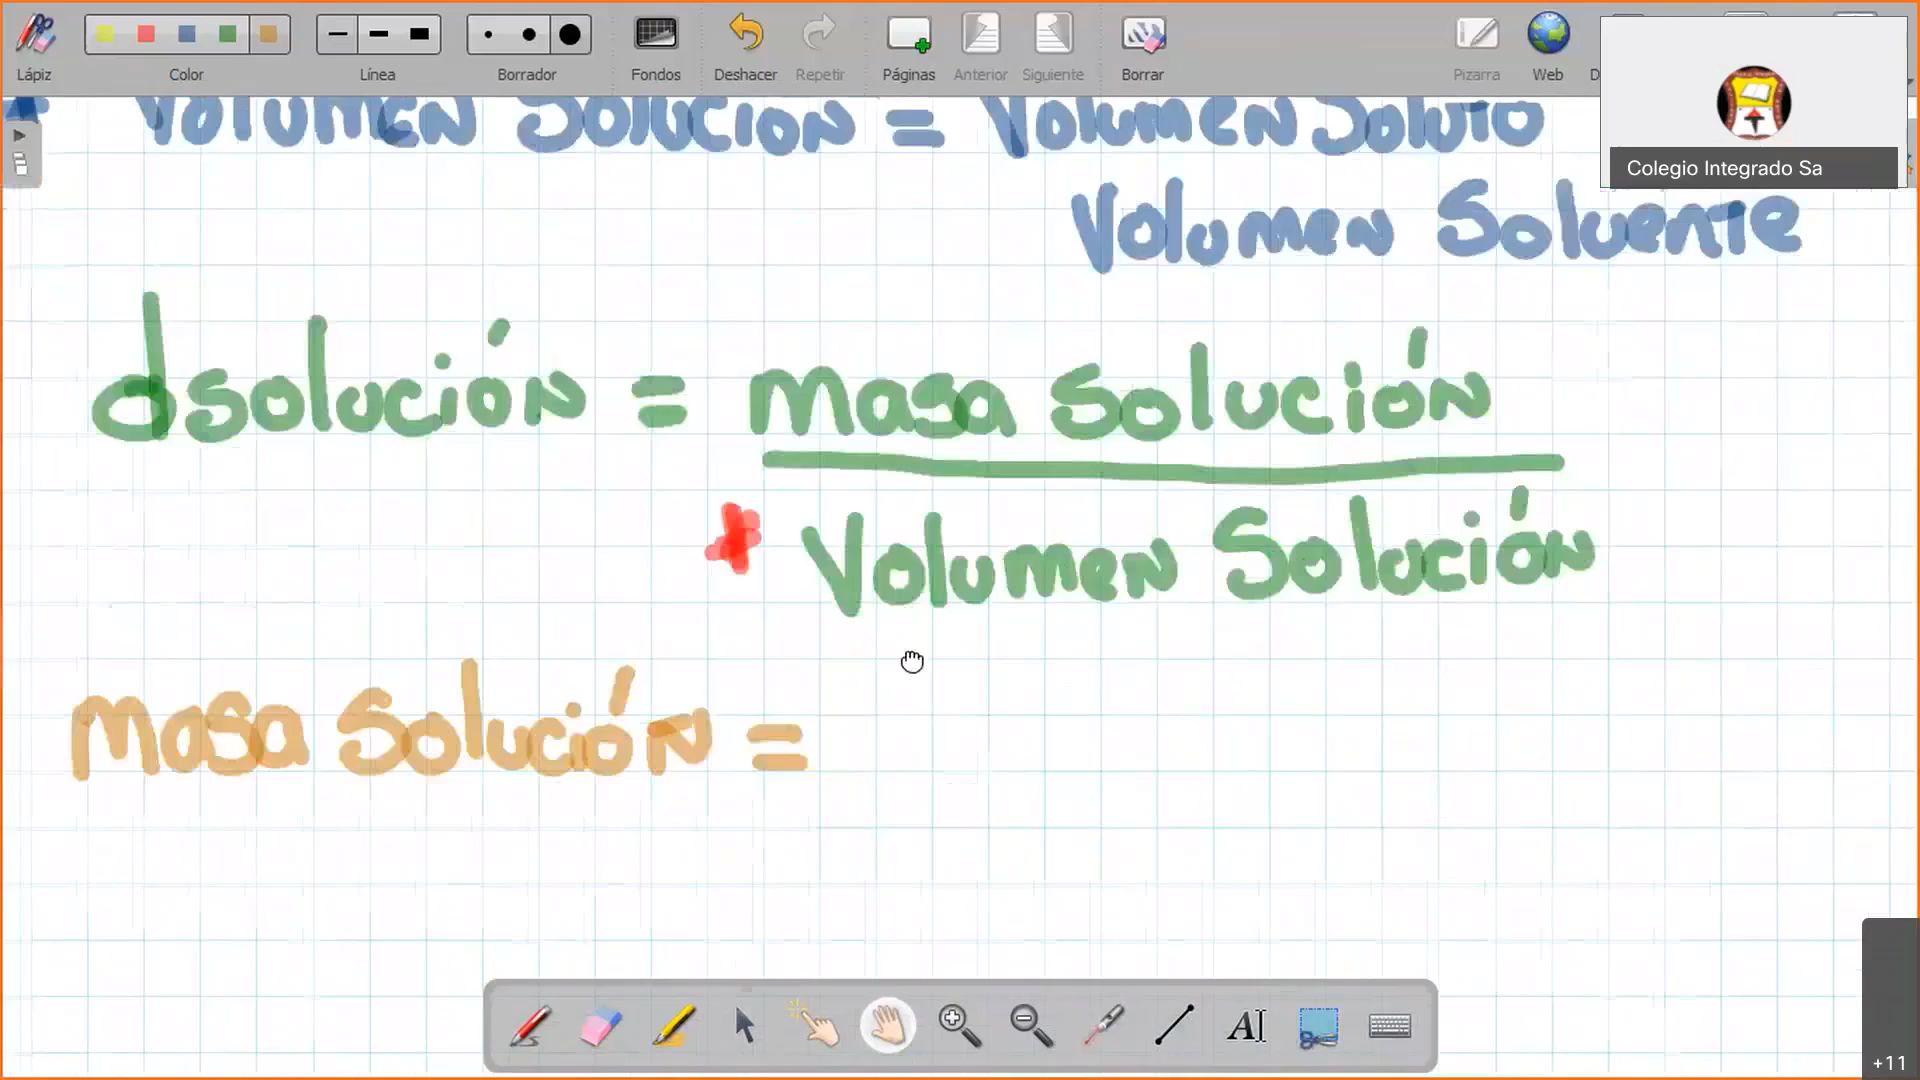 Lápiz Color Línea Borrador Fondos Deshacer Repetir Páginas Anterior Siguiente Borrar Pizarra Web D
Colegio Integrado Sa
Volumen Solución = Volumen Soluto
Volumen Solvente
dsolución = masa solución
* Volumen Solución
masa solución =
+11